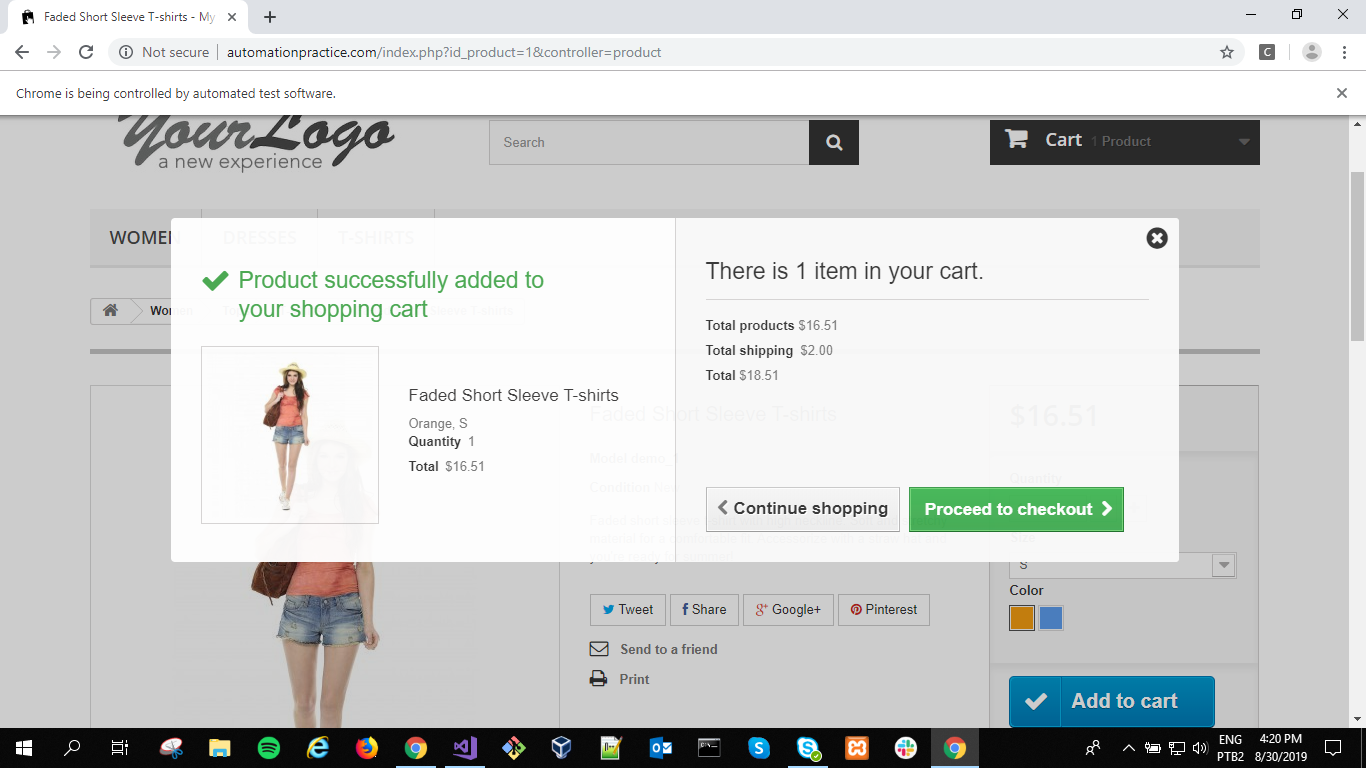 Faded Short Sleeve T-shirts - My
Not secure
automationpractice.com/index.php?id_product=1&controller=product
C
Chrome is being controlled by automated test software.
YourLogo
a new experience
Search
Cart 1 Product
WOMEN DRESSES T-SHIRTS
Product successfully added to
your shopping cart
Faded Short Sleeve T-shirts
Orange, S
Quantity 1
Total $16.51
There is 1 item in your cart.
Total products $16.51
Total shipping $2.00
Total $18.51
Continue shopping
Proceed to checkout
Faded Short Sleeve T-shirts
$16.51
Model demo_1
Condition New
Quantity
Size
S
Color
Tweet
Share
Google+
Pinterest
Send to a friend
Print
Add to cart
ENG
PTB2
4:20 PM
8/30/2019